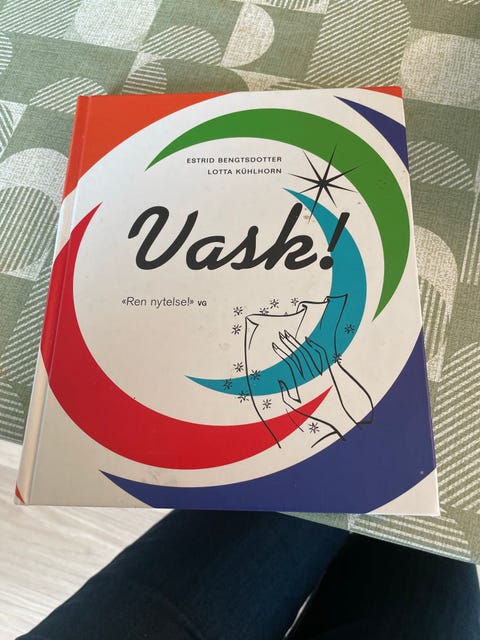 ESTRID BENGTSDOTTER
LOTTA KÜHLHORN
Vask!
«Ren nytelse!» VG